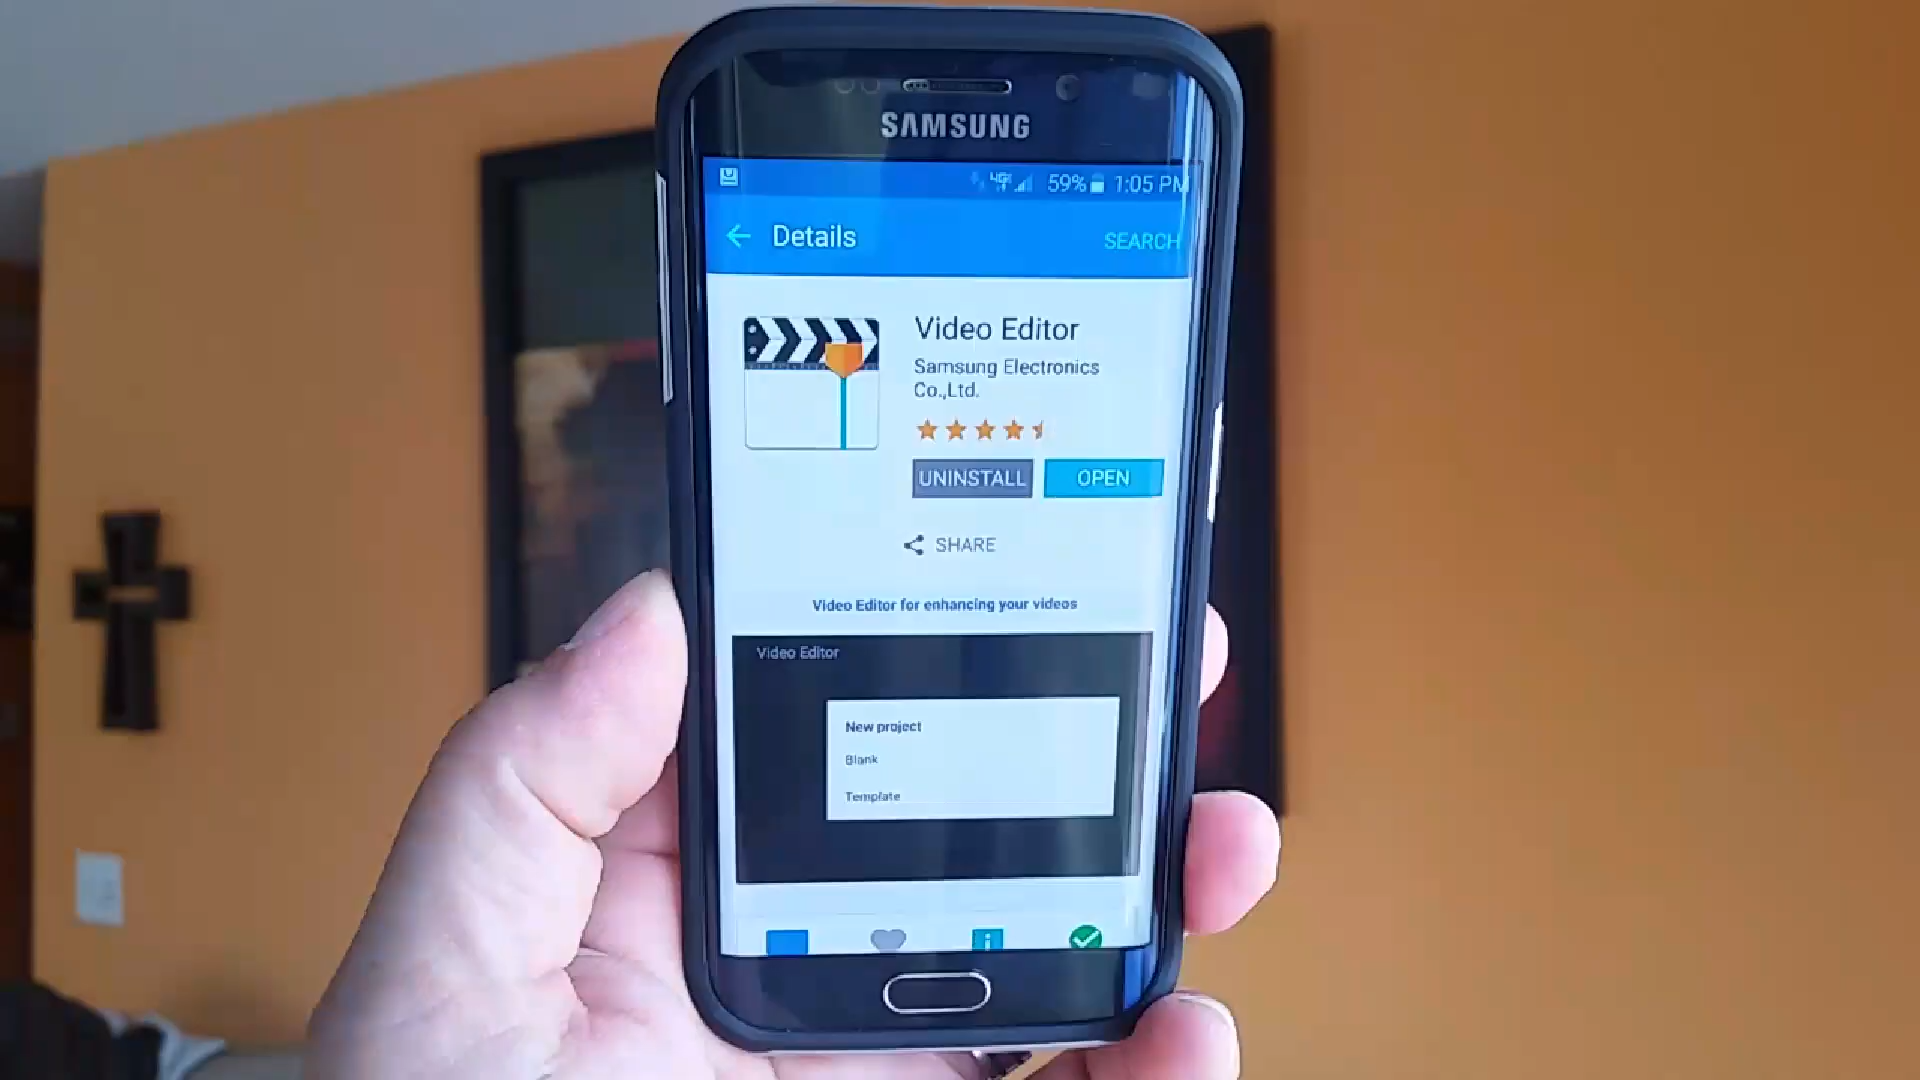 SAMSUNG
4G 59% 1:05 PM
Details
SEARCH
Video Editor
Samsung Electronics
Co.,Ltd.
UNINSTALL
OPEN
SHARE
Video Editor for enhancing your videos
Video Editor
New project
Blank
Template